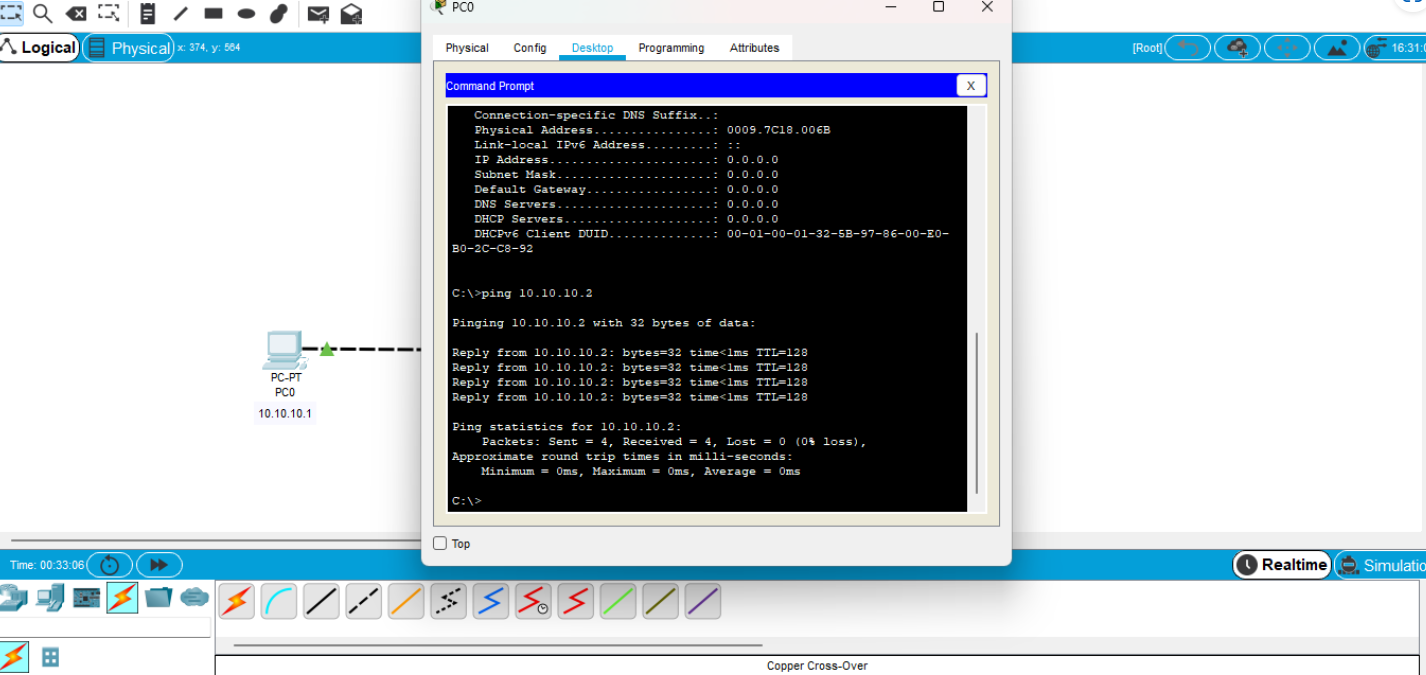 PC0
Logical
Physical
x: 374, y: 564
[Root]
16:31:0
Physical
Config
Desktop
Programming
Attributes
Command Prompt
X
Connection-specific DNS Suffix..:
Physical Address................: 0009.7C18.006B
Link-local IPv6 Address.........: ::
IP Address......................: 0.0.0.0
Subnet Mask.....................: 0.0.0.0
Default Gateway.................: 0.0.0.0
DNS Servers.....................: 0.0.0.0
DHCP Servers....................: 0.0.0.0
DHCPv6 Client DUID..............: 00-01-00-01-32-5B-97-86-00-E0-
B0-2C-C8-92
C:\>ping 10.10.10.2
Pinging 10.10.10.2 with 32 bytes of data:
Reply from 10.10.10.2: bytes=32 time<1ms TTL=128
Reply from 10.10.10.2: bytes=32 time<1ms TTL=128
Reply from 10.10.10.2: bytes=32 time<1ms TTL=128
Reply from 10.10.10.2: bytes=32 time<1ms TTL=128
Ping statistics for 10.10.10.2:
Packets: Sent = 4, Received = 4, Lost = 0 (0% loss),
Approximate round trip times in milli-seconds:
Minimum = 0ms, Maximum = 0ms, Average = 0ms
C:\>
PC-PT
PC0
10.10.10.1
Top
Time: 00:33:06
Realtime
Simulatio
Copper Cross-Over